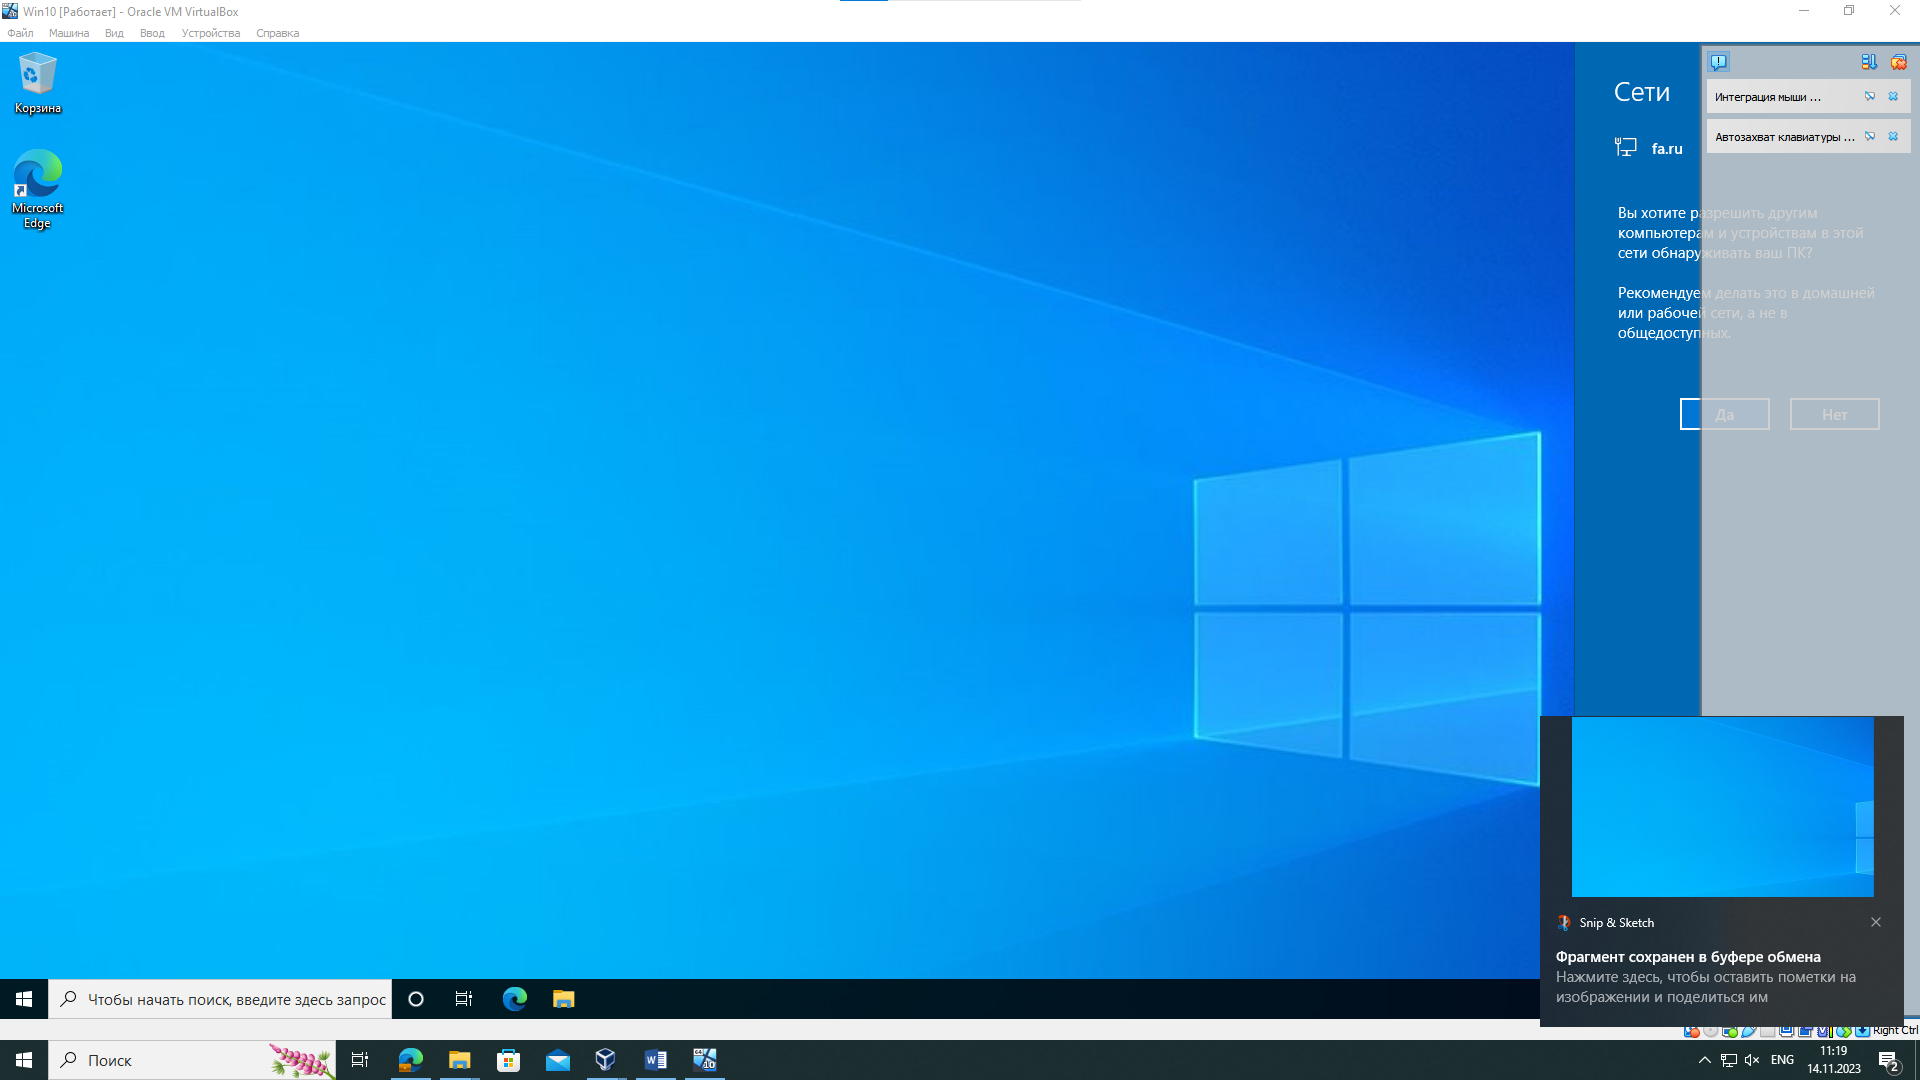 Win10 [Работает] - Oracle VM VirtualBox
Файл Машина Вид Ввод Устройства Справка
Корзина
Microsoft
Edge
Сети
fa.ru
Интеграция мыши ...
Автозахват клавиатуры ...
Вы хотите разрешить другим
компьютерам и устройствам в этой
сети обнаруживать ваш ПК?
Рекомендуем делать это в домашней
или рабочей сети, а не в
общедоступных.
Да Нет
Snip & Sketch
Фрагмент сохранен в буфере обмена
Нажмите здесь, чтобы оставить пометки на
изображении и поделиться им
Чтобы начать поиск, введите здесь запрос
Right Ctrl
Поиск
10
ENG
11:19
14.11.2023
2